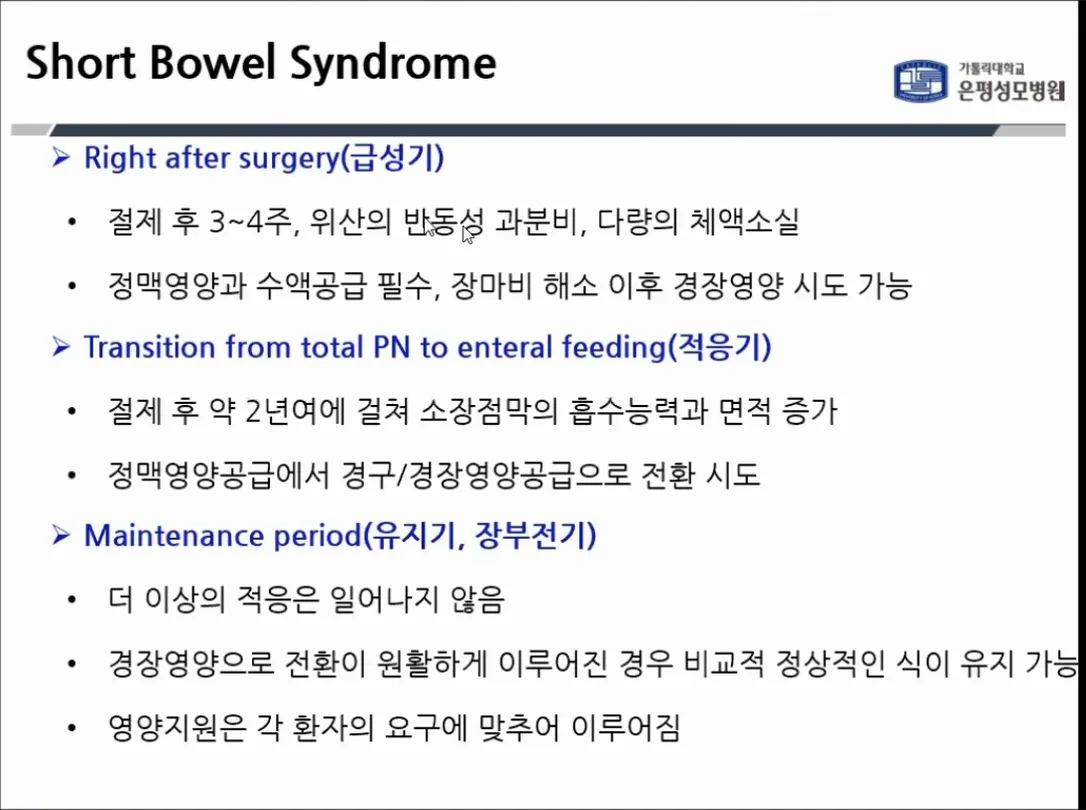 Short Bowel Syndrome
가톨릭대학교
은평성모병원
➢ Right after surgery(급성기)
• 절제 후 3~4주, 위산의 반동성 과분비, 다량의 체액소실
• 정맥영양과 수액공급 필수, 장마비 해소 이후 경장영양 시도 가능
➢ Transition from total PN to enteral feeding(적응기)
• 절제 후 약 2년여에 걸쳐 소장점막의 흡수능력과 면적 증가
• 정맥영양공급에서 경구/경장영양공급으로 전환 시도
➢ Maintenance period(유지기, 장부전기)
• 더 이상의 적응은 일어나지 않음
• 경장영양으로 전환이 원활하게 이루어진 경우 비교적 정상적인 식이 유지 가능
• 영양지원은 각 환자의 요구에 맞추어 이루어짐